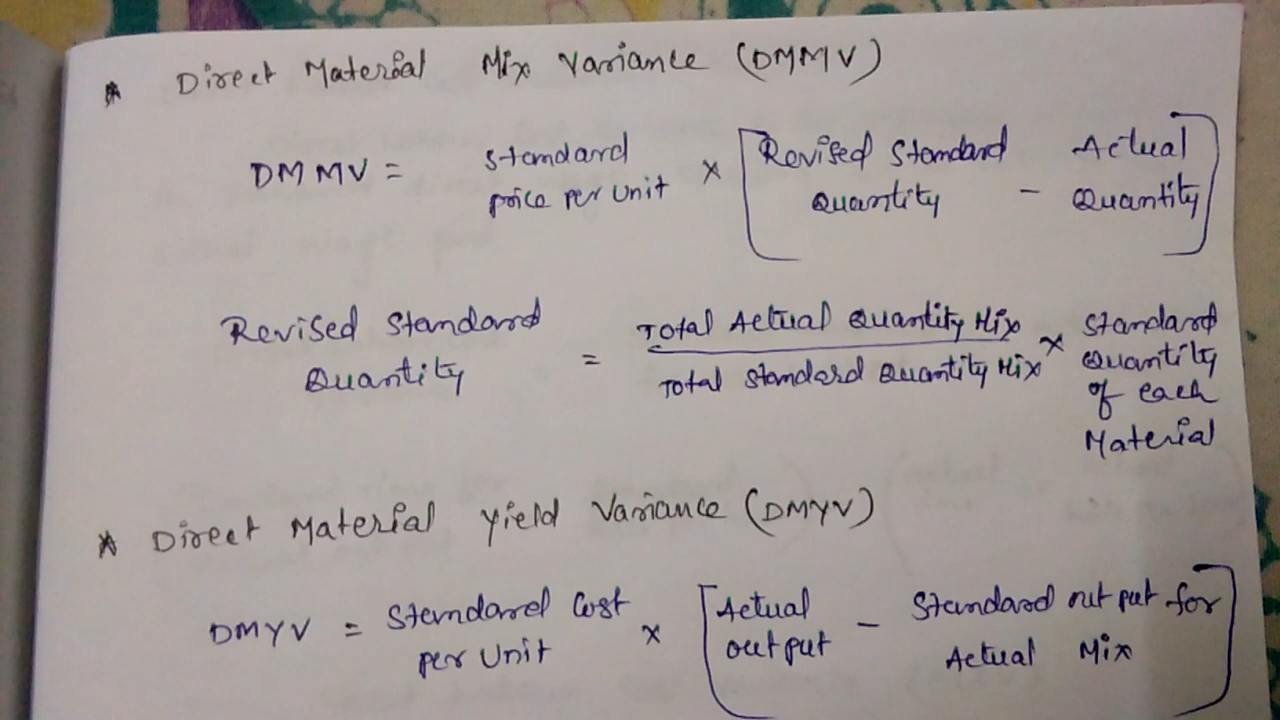 * Direct Material Mix Variance (DMMV)
DMMV = Standard price per unit × [Revised Standard Quantity − Actual Quantity]
Revised Standard Quantity = Total Actual Quantity Mix / Total Standard Quantity Mix × Standard Quantity of each Material
* Direct Material Yield Variance (DMYV)
DMYV = Standard Cost per Unit × [Actual output − Standard output for Actual Mix]